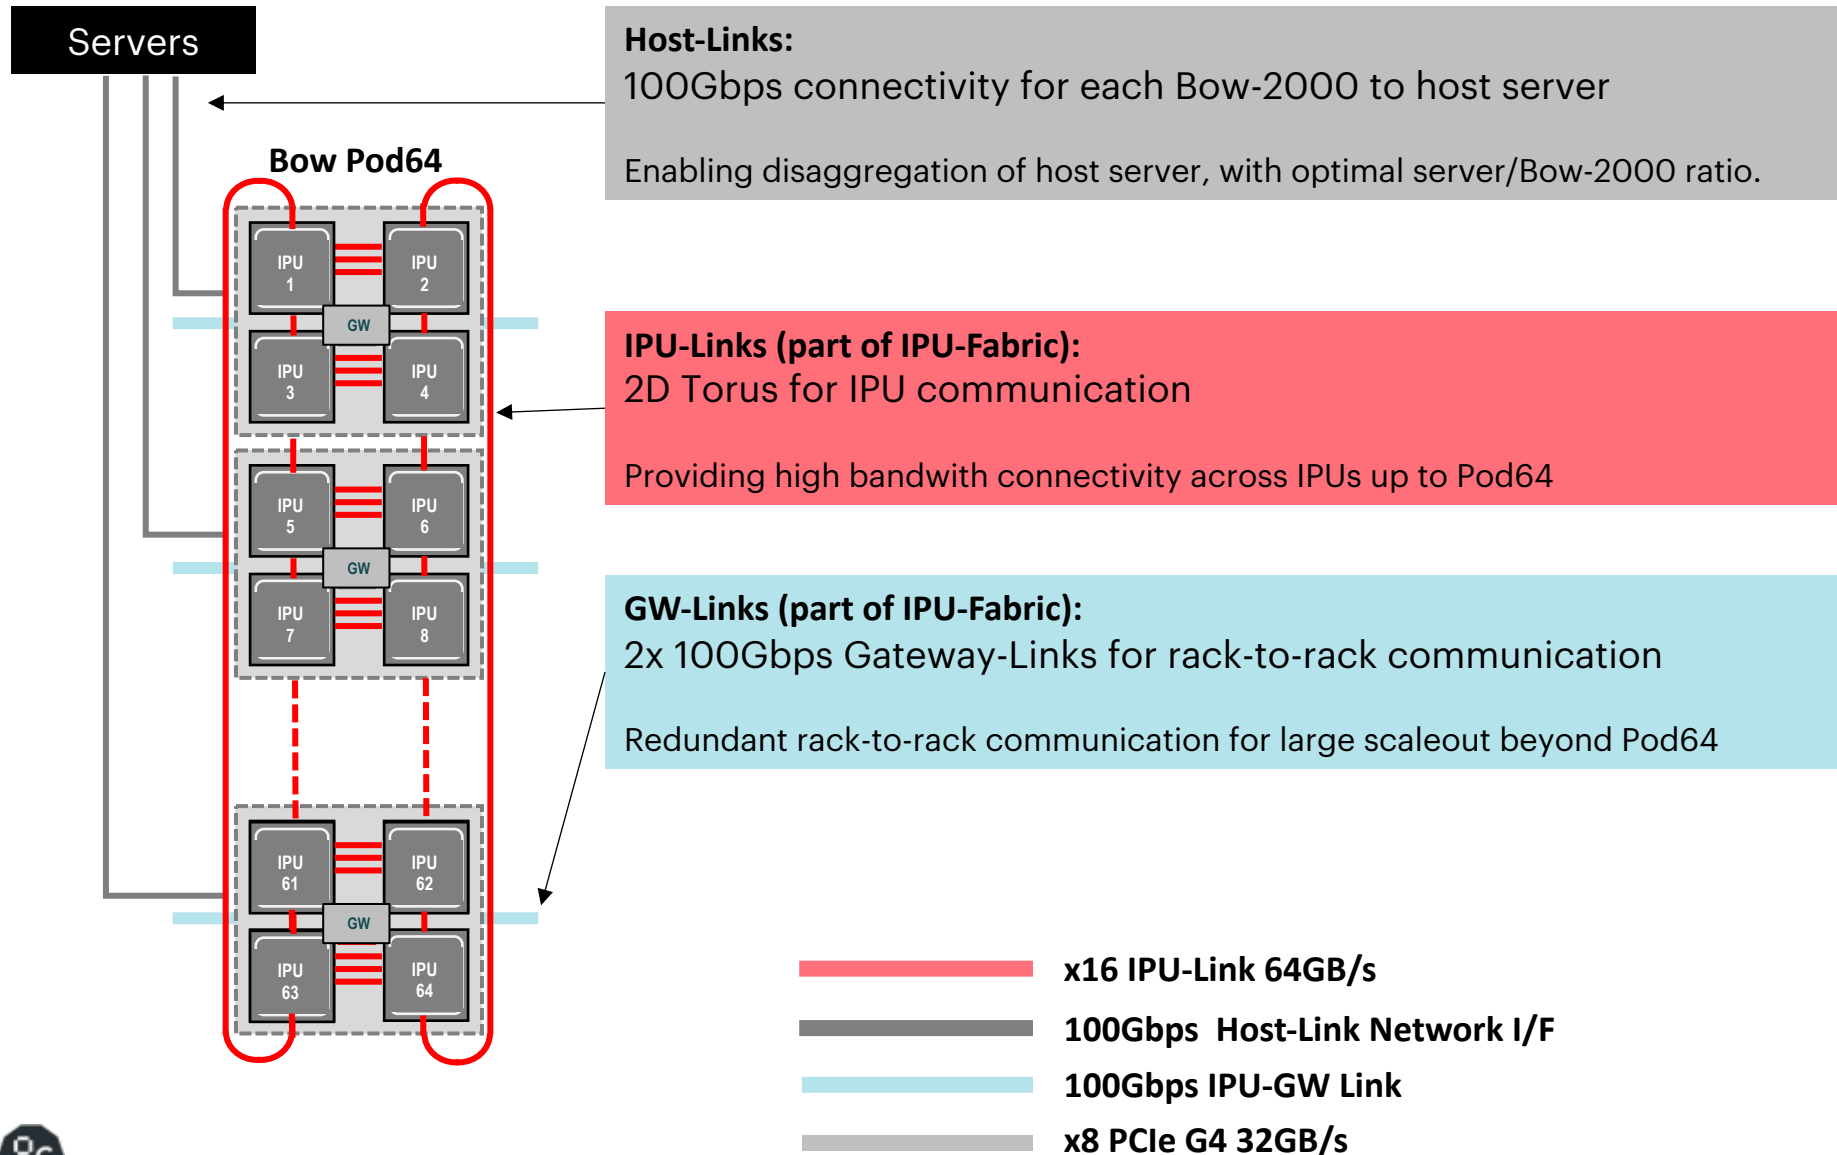 Servers
Host-Links:
100Gbps connectivity for each Bow-2000 to host server
Enabling disaggregation of host server, with optimal server/Bow-2000 ratio.
Bow Pod64
IPU
1
IPU
2
GW
IPU
3
IPU
4
IPU-Links (part of IPU-Fabric):
2D Torus for IPU communication
Providing high bandwith connectivity across IPUs up to Pod64
IPU
5
IPU
6
GW
IPU
7
IPU
8
GW-Links (part of IPU-Fabric):
2x 100Gbps Gateway-Links for rack-to-rack communication
Redundant rack-to-rack communication for large scaleout beyond Pod64
IPU
61
IPU
62
GW
IPU
63
IPU
64
x16 IPU-Link 64GB/s
100Gbps  Host-Link Network I/F
100Gbps IPU-GW Link
x8 PCIe G4 32GB/s